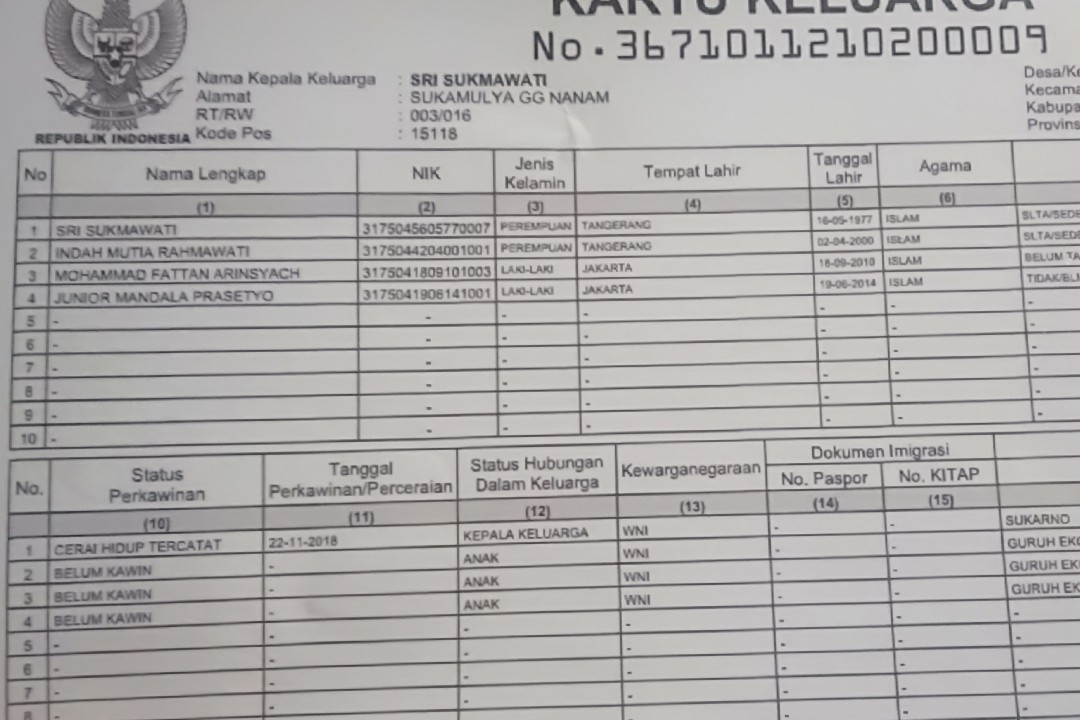 KARTU KELUARGA
No. 3671011210200009
Nama Kepala Keluarga : SRI SUKMAWATI
Alamat : SUKAMULYA GG NANAM
RT/RW : 003/016
Kode Pos : 15118
REPUBLIK INDONESIA
Desa/Ke
Kecama
Kabupa
Provins
No Nama Lengkap NIK Jenis Kelamin Tempat Lahir Tanggal Lahir Agama
(1) (2) (3) (4) (5) (6)
1 SRI SUKMAWATI 3175045605770007 PEREMPUAN TANGERANG 16-05-1977 ISLAM SLTA/SEDE
2 INDAH MUTIA RAHMAWATI 3175044204001001 PEREMPUAN TANGERANG 02-04-2000 ISLAM SLTA/SEDE
3 MOHAMMAD FATTAN ARINSYACH 3175041809101003 LAKI-LAKI JAKARTA 18-09-2010 ISLAM BELUM TA
4 JUNIOR MANDALA PRASETYO 3175041906141001 LAKI-LAKI JAKARTA 19-06-2014 ISLAM TIDAK/BL
5 - - - - - - -
6 - - - - - - -
7 - - - - - - -
8 - - - - - - -
9 - - - - - - -
10 -
No. Status Perkawinan Tanggal Perkawinan/Perceraian Status Hubungan Dalam Keluarga Kewarganegaraan Dokumen Imigrasi
No. Paspor No. KITAP
(10) (11) (12) (13) (14) (15)
1 CERAI HIDUP TERCATAT 22-11-2018 KEPALA KELUARGA WNI - - SUKARNO
2 BELUM KAWIN - ANAK WNI - - GURUH EKO
3 BELUM KAWIN - ANAK WNI - - GURUH EK
4 BELUM KAWIN - ANAK WNI - - GURUH EK
5 - - - - - - -
6 - - - - - - -
7 - - - - - - -
8 - - - - - - -